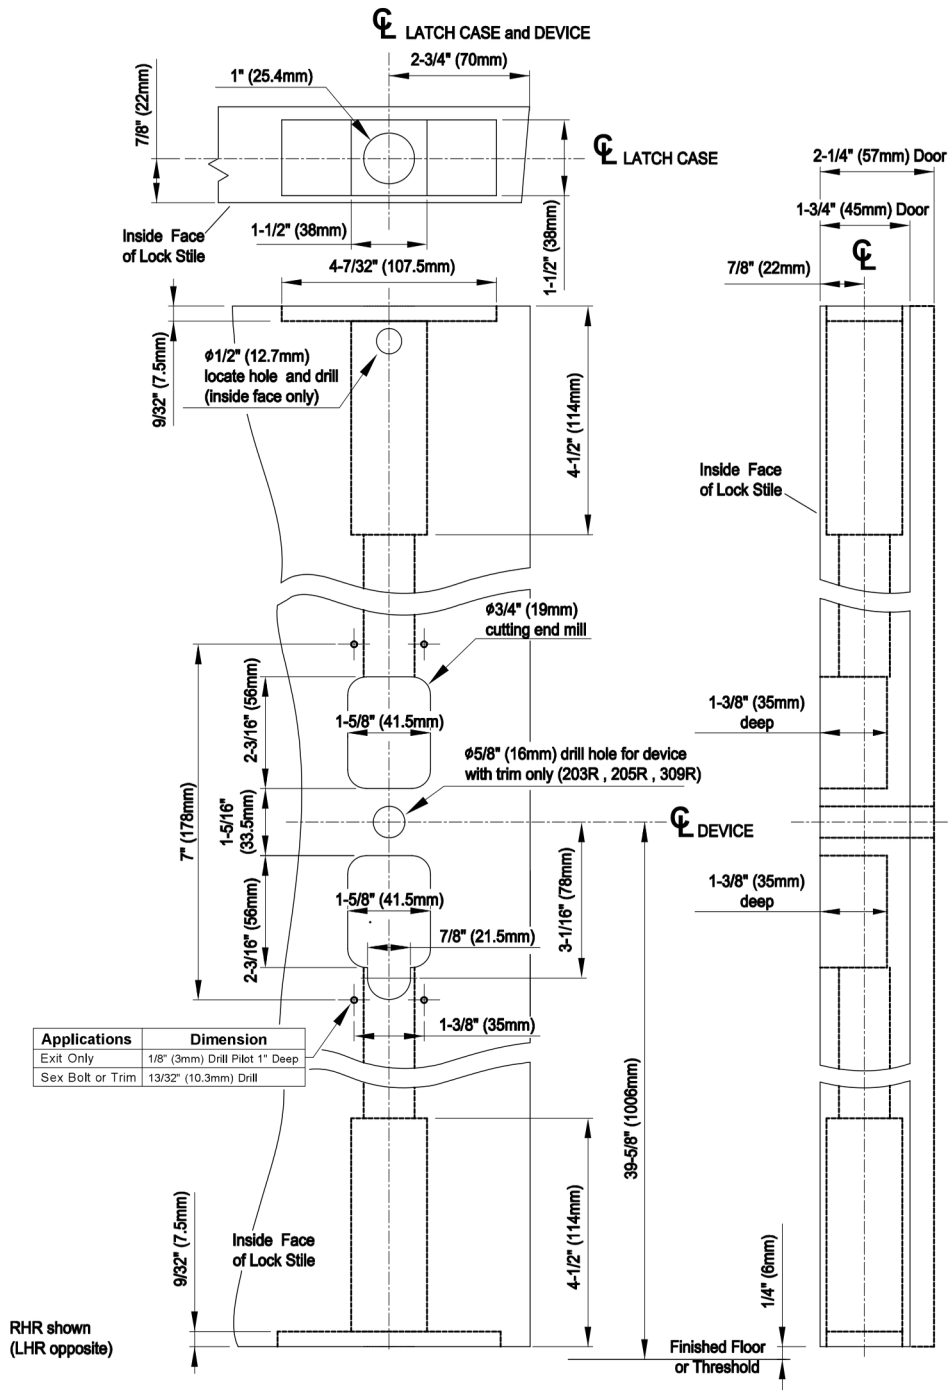 CL LATCH CASE and DEVICE
2-3/4" (70mm)
1" (25.4mm)
7/8" (22mm)
CL LATCH CASE
2-1/4" (57mm) Door
1-3/4" (45mm) Door
CL
7/8" (22mm)
Inside Face
of Lock Stile
1-1/2" (38mm)
1-1/2" (38mm)
4-7/32" (107.5mm)
9/32" (7.5mm)
ø1/2" (12.7mm)
locate hole and drill
(inside face only)
4-1/2" (114mm)
Inside Face
of Lock Stile
ø3/4" (19mm)
cutting end mill
2-3/16" (56mm)
1-5/8" (41.5mm)
1-3/8" (35mm)
deep
ø5/8" (16mm) drill hole for device
with trim only (203R , 205R , 309R)
7" (178mm)
1-5/16"
(33.5mm)
CL DEVICE
2-3/16" (56mm)
1-5/8" (41.5mm)
7/8" (21.5mm)
3-1/16" (78mm)
1-3/8" (35mm)
deep
1-3/8" (35mm)
Applications Dimension
Exit Only 1/8" (3mm) Drill Pilot 1" Deep
Sex Bolt or Trim 13/32" (10.3mm) Drill
39-5/8" (1006mm)
9/32" (7.5mm)
Inside Face
of Lock Stile
4-1/2" (114mm)
1/4" (6mm)
RHR shown
(LHR opposite)
Finished Floor
or Threshold